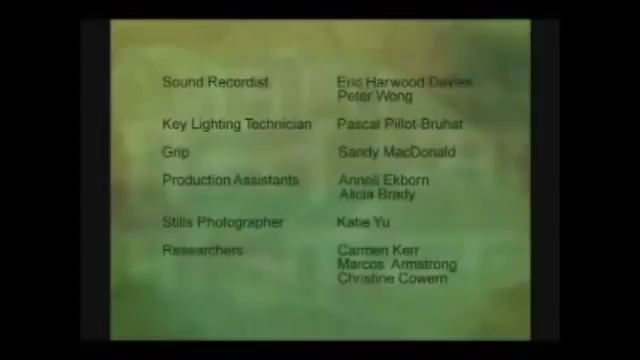 Sound Recordist Eric Harwood Davies
Peter Wong
Key Lighting Technician Pascal Pillot-Bruhat
Grip Sandy MacDonald
Production Assistants Anneli Ekborn
Alicia Brady
Stills Photographer Katie Yu
Researchers Carmen Kerr
Marcos Armstrong
Christine Cowern